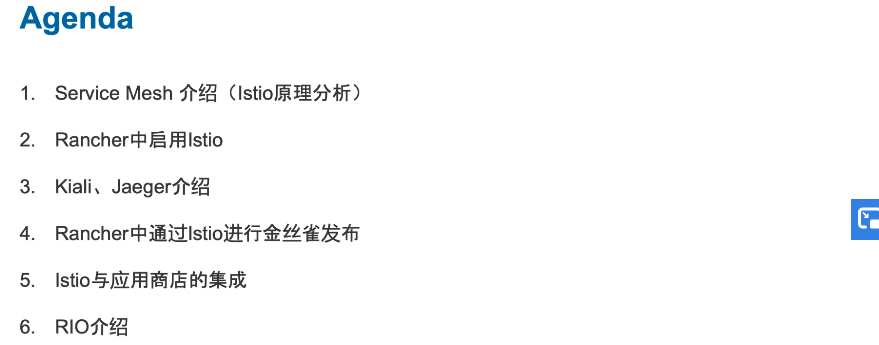 Agenda
1. Service Mesh 介绍（Istio原理分析）
2. Rancher中启用Istio
3. Kiali、Jaeger介绍
4. Rancher中通过Istio进行金丝雀发布
5. Istio与应用商店的集成
6. RIO介绍